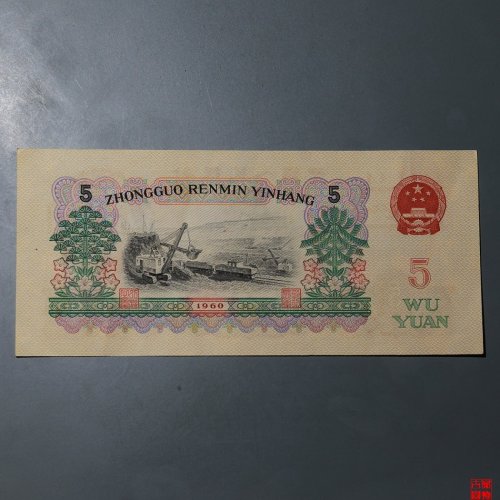 5 ZHONGGUO RENMIN YINHANG 5
5
WU
YUAN
1960